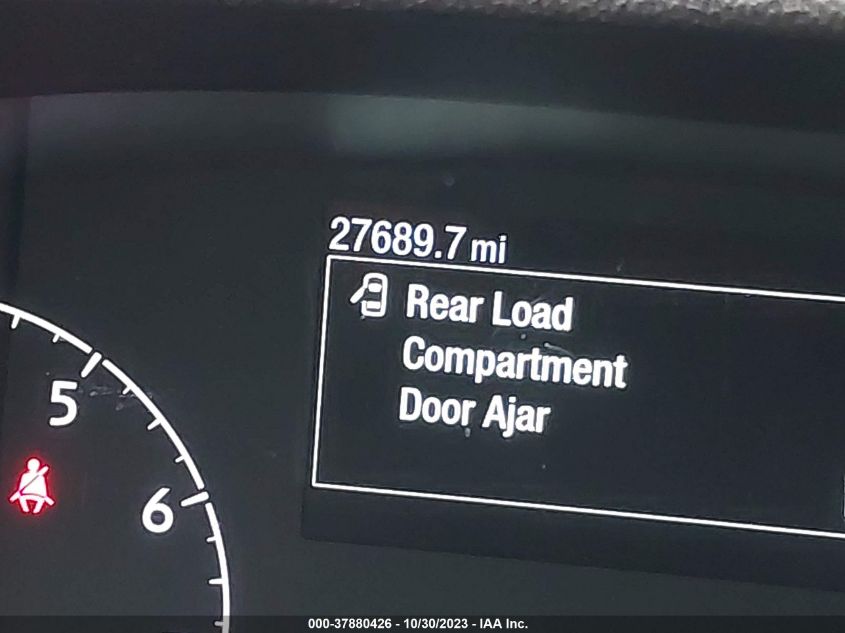 27689.7 mi
Rear Load
Compartment
Door Ajar
5
6
000-37880426 - 10/30/2023 - IAA Inc.